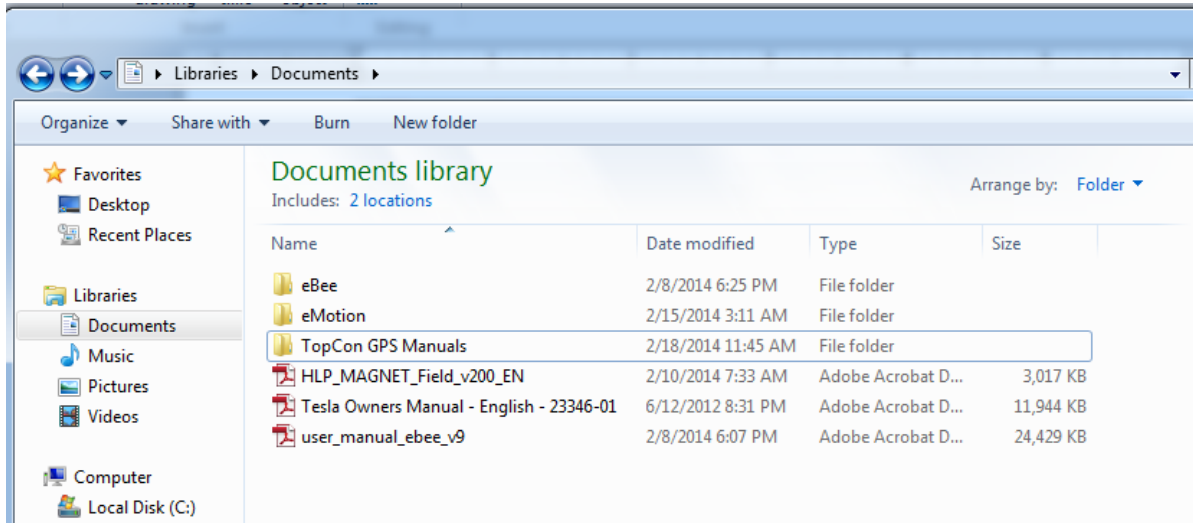 Libraries Documents
Organize Share with Burn New folder
Favorites
Desktop
Recent Places
Libraries
Documents
Music
Pictures
Videos
Computer
Local Disk (C:)
Documents library
Includes: 2 locations
Arrange by: Folder
Name Date modified Type Size
eBee 2/8/2014 6:25 PM File folder
eMotion 2/15/2014 3:11 AM File folder
TopCon GPS Manuals 2/18/2014 11:45 AM File folder
HLP_MAGNET_Field_v200_EN 2/10/2014 7:33 AM Adobe Acrobat D... 3,017 KB
Tesla Owners Manual - English - 23346-01 6/12/2012 8:31 PM Adobe Acrobat D... 11,944 KB
user_manual_ebee_v9 2/8/2014 6:07 PM Adobe Acrobat D... 24,429 KB